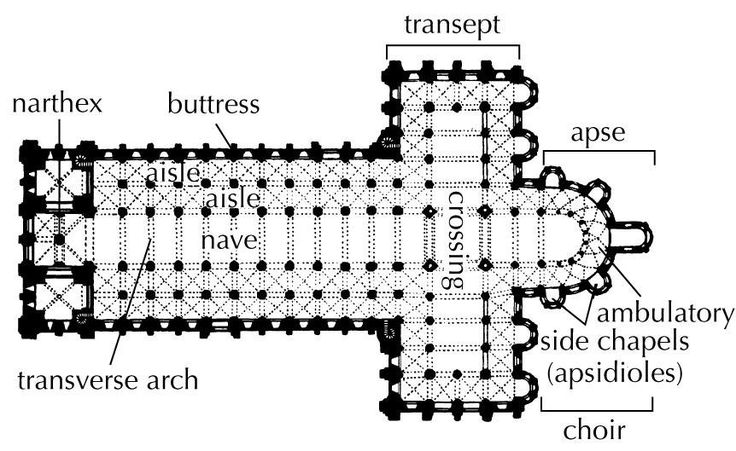 transept
narthex
buttress
apse
aisle
aisle
crossing
nave
ambulatory
side chapels
(apsidioles)
transverse arch
choir